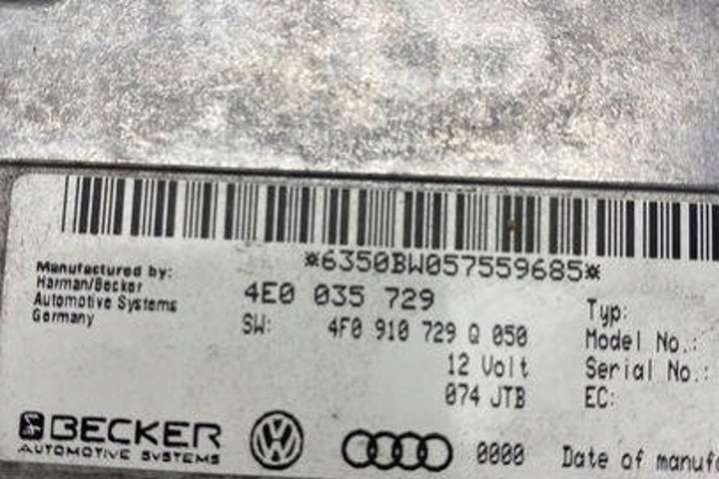 *6350BW057559685*
Manufactured by:
Harman/Becker
Automotive Systems
Germany
4E0 035 729
SW: 4F0 910 729 Q 050
12 Volt
074 JTB
Typ:
Model No.:
Serial No.:
EC:
BECKER
AUTOMOTIVE SYSTEMS
0000 Date of manuf